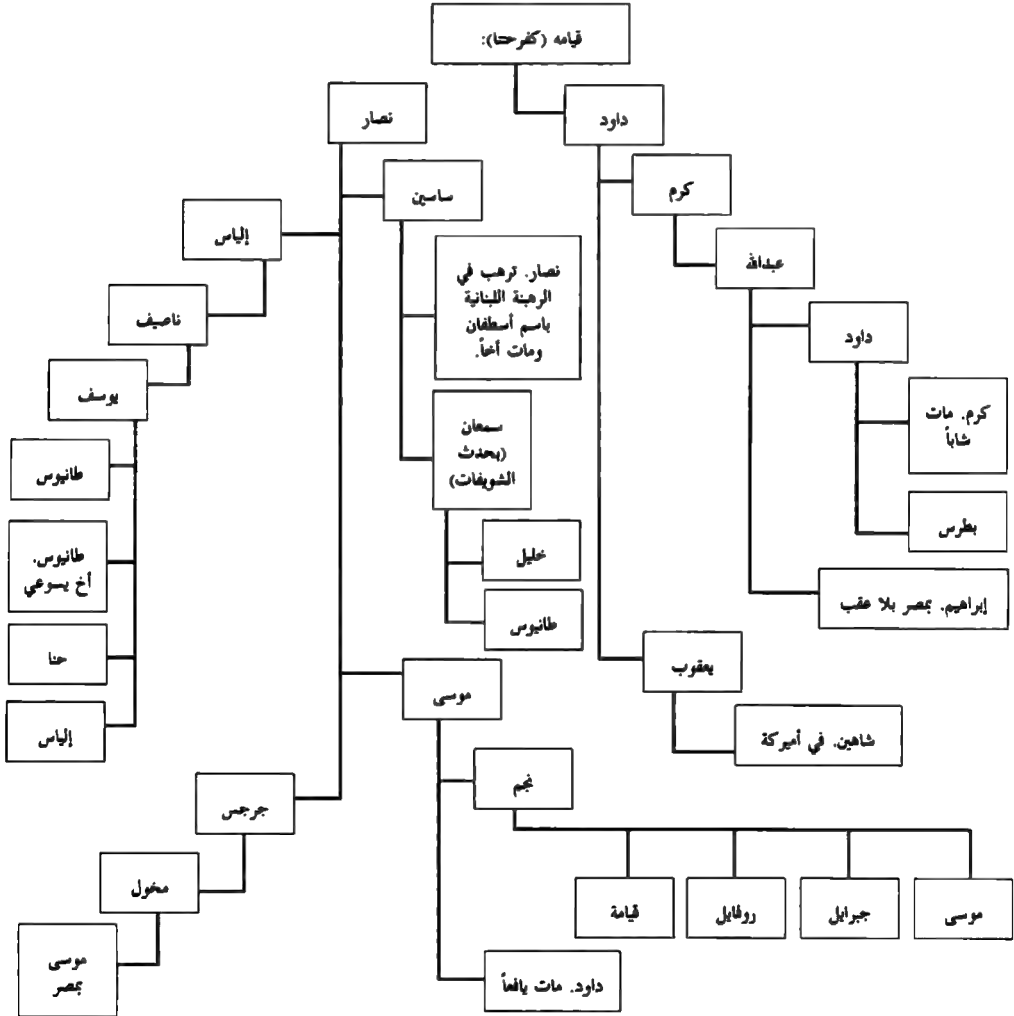 قيامه (كفرحتا):
داود
كرم
عبدالله
داود
كرم. مات
شاباً
بطرس
إبراهيم. بمصر بلا عقب
يعقوب
شاهين. في أميركة
نصار
ساسين
نصار. ترهب في
الرهبنة اللبنانية
باسم أسطفان
ومات أخاً.
سمعان
(بحدث
الشويفات)
خليل
طانيوس
إلياس
ناصيف
يوسف
طانيوس
طانيوس.
أخ يسوعي
حنا
إلياس
موسى
نجم
موسى
جبرايل
روفايل
قيامة
داود. مات يافعاً
جرجس
مخول
موسى
بمصر